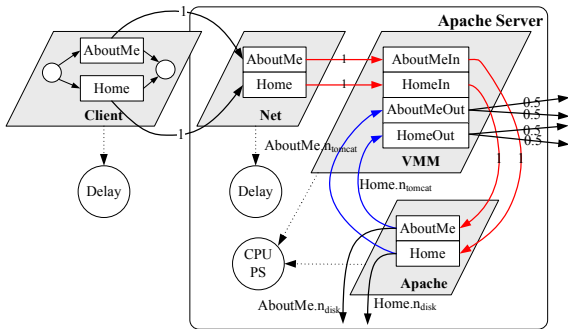 1
Apache Server
AboutMe
Home
Client
AboutMe
Home
Net
1
1
AboutMeIn
HomeIn
AboutMeOut
HomeOut
VMM
0.5
0.5
0.5
0.5
1
AboutMe.n_tomcat
Home.n_tomcat
1
1
Delay
Delay
CPU
PS
AboutMe
Home
Apache
AboutMe.n_disk
Home.n_disk